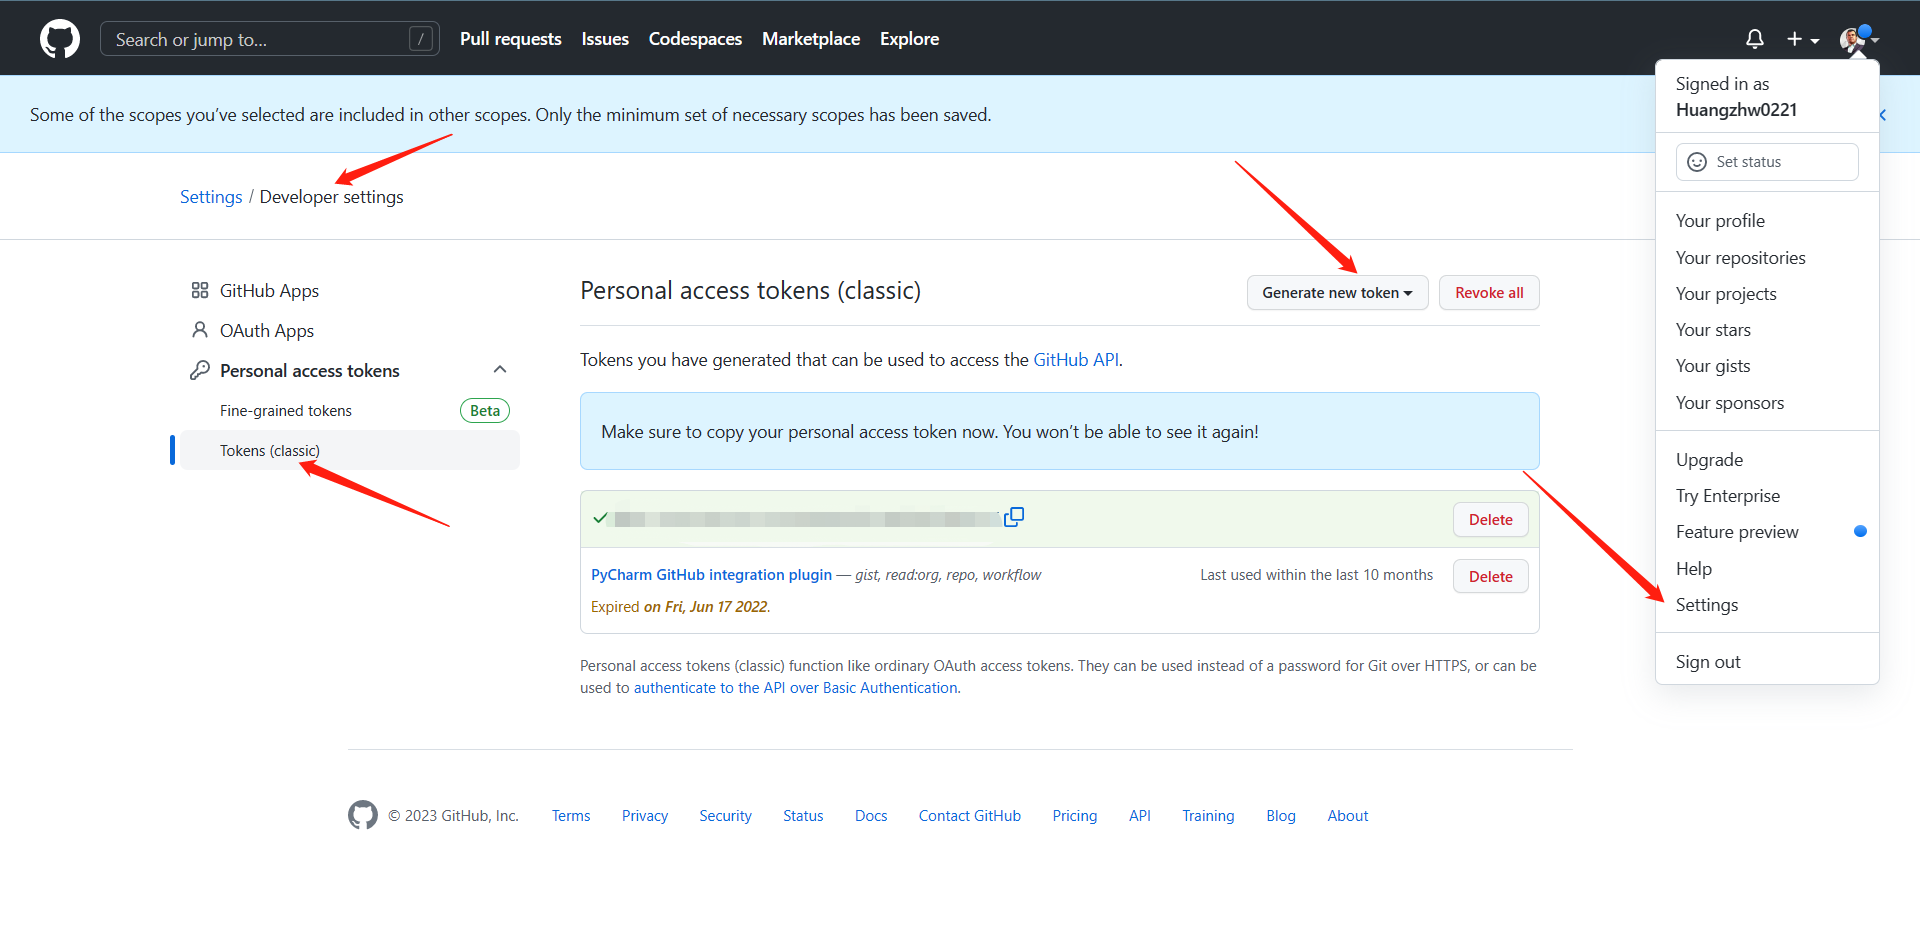 Search or jump to... /
Pull requests
Issues
Codespaces
Marketplace
Explore
Some of the scopes you’ve selected are included in other scopes. Only the minimum set of necessary scopes has been saved.
Settings / Developer settings
GitHub Apps
OAuth Apps
Personal access tokens
Fine-grained tokens Beta
Tokens (classic)
Personal access tokens (classic)
Generate new token
Revoke all
Tokens you have generated that can be used to access the GitHub API.
Make sure to copy your personal access token now. You won’t be able to see it again!
Delete
PyCharm GitHub integration plugin — gist, read:org, repo, workflow
Last used within the last 10 months
Delete
Expired on Fri, Jun 17 2022.
Personal access tokens (classic) function like ordinary OAuth access tokens. They can be used instead of a password for Git over HTTPS, or can be
used to authenticate to the API over Basic Authentication.
Signed in as
Huangzhw0221
Set status
Your profile
Your repositories
Your projects
Your stars
Your gists
Your sponsors
Upgrade
Try Enterprise
Feature preview
Help
Settings
Sign out
© 2023 GitHub, Inc.
Terms
Privacy
Security
Status
Docs
Contact GitHub
Pricing
API
Training
Blog
About